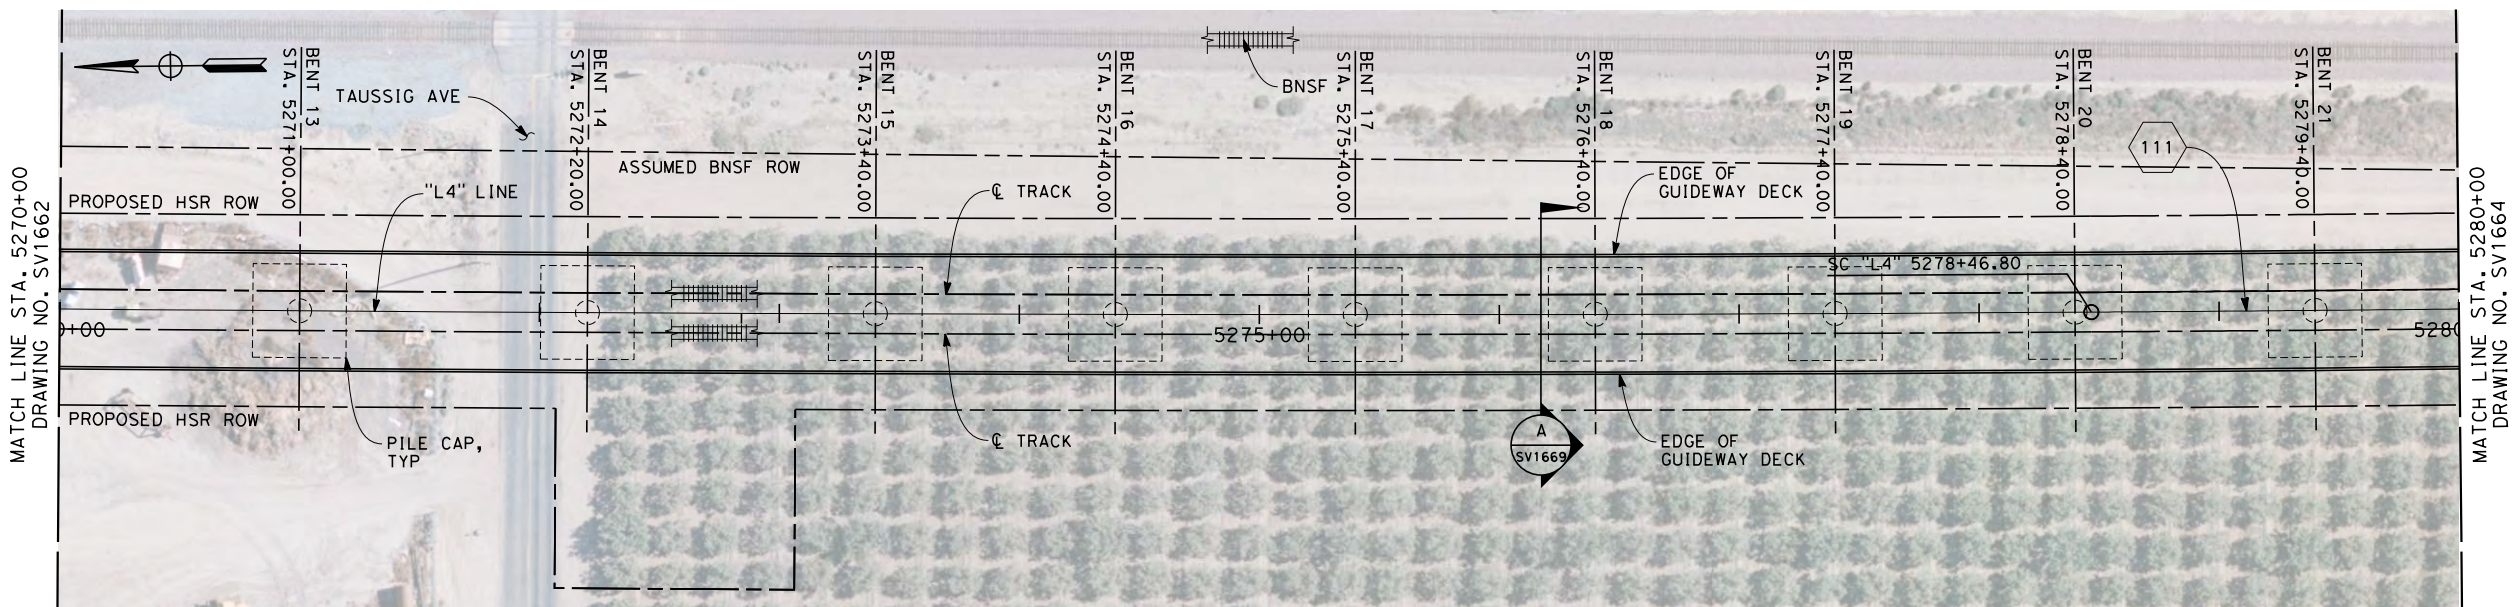 MATCH LINE STA. 5270+00
DRAWING NO. SV1662
BENT 13
STA. 5271+00.00
BENT 14
STA. 5272+20.00
BENT 15
STA. 5273+40.00
BENT 16
STA. 5274+40.00
BENT 17
STA. 5275+40.00
BENT 18
STA. 5276+40.00
BENT 19
STA. 5277+40.00
BENT 20
STA. 5278+40.00
BENT 21
STA. 5279+40.00
TAUSSIG AVE
BNSF
ASSUMED BNSF ROW
111
PROPOSED HSR ROW
"L4" LINE
℄ TRACK
EDGE OF
GUIDEWAY DECK
SC "L4" 5278+46.80
0+00
5275+00
5280
PROPOSED HSR ROW
PILE CAP,
TYP
℄ TRACK
A
SV1669
EDGE OF
GUIDEWAY DECK
MATCH LINE STA. 5280+00
DRAWING NO. SV1664